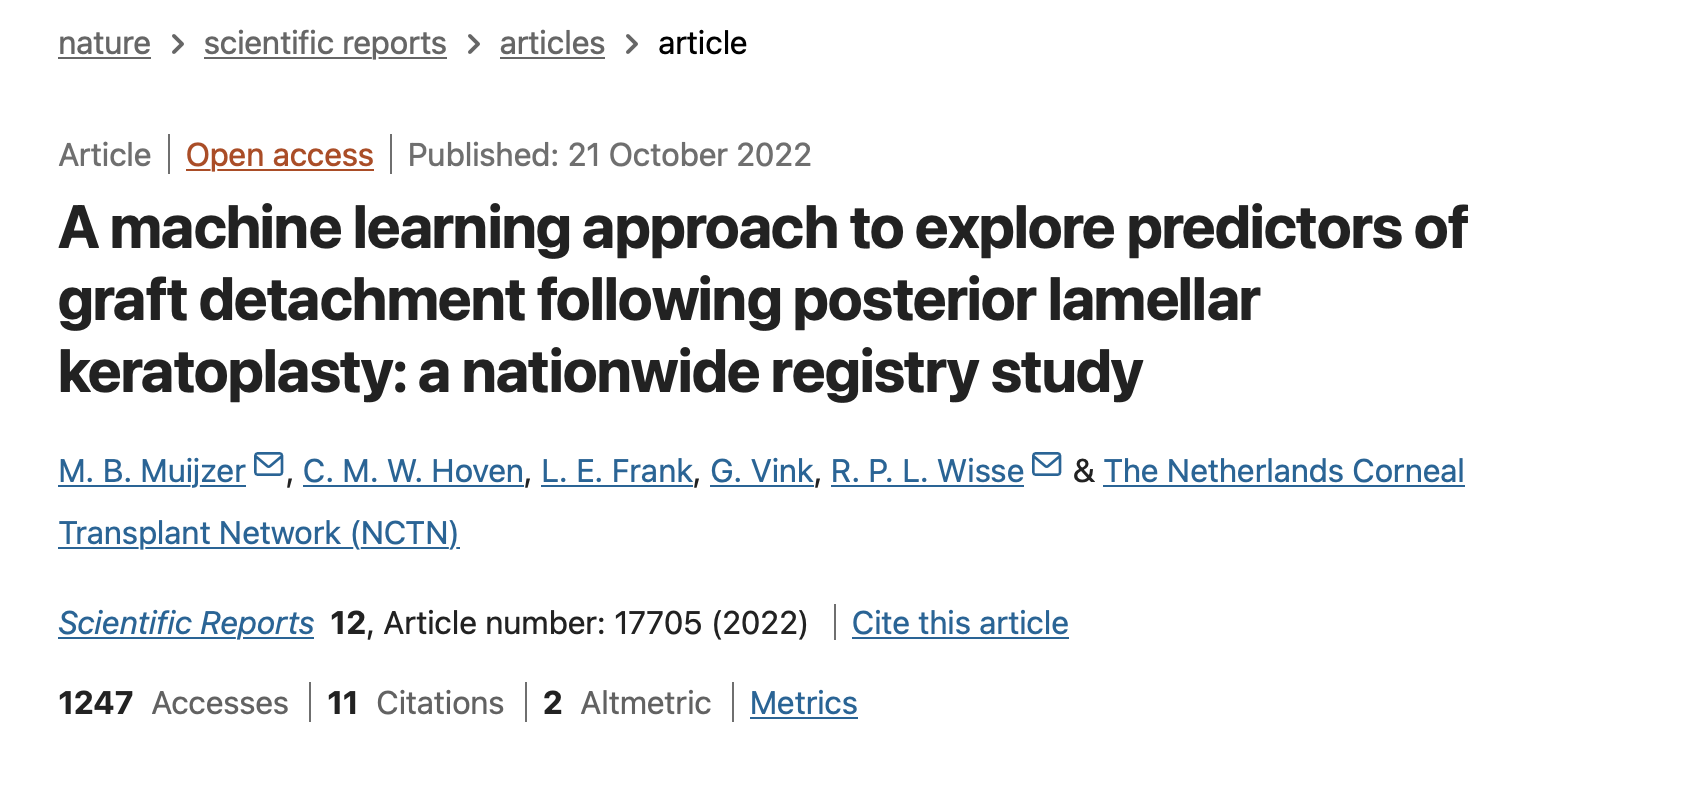 nature > scientific reports > articles > article
Article | Open access | Published: 21 October 2022
A machine learning approach to explore predictors of
graft detachment following posterior lamellar
keratoplasty: a nationwide registry study
M. B. Muijzer, C. M. W. Hoven, L. E. Frank, G. Vink, R. P. L. Wisse & The Netherlands Corneal
Transplant Network (NCTN)
Scientific Reports 12, Article number: 17705 (2022) | Cite this article
1247 Accesses | 11 Citations | 2 Altmetric | Metrics